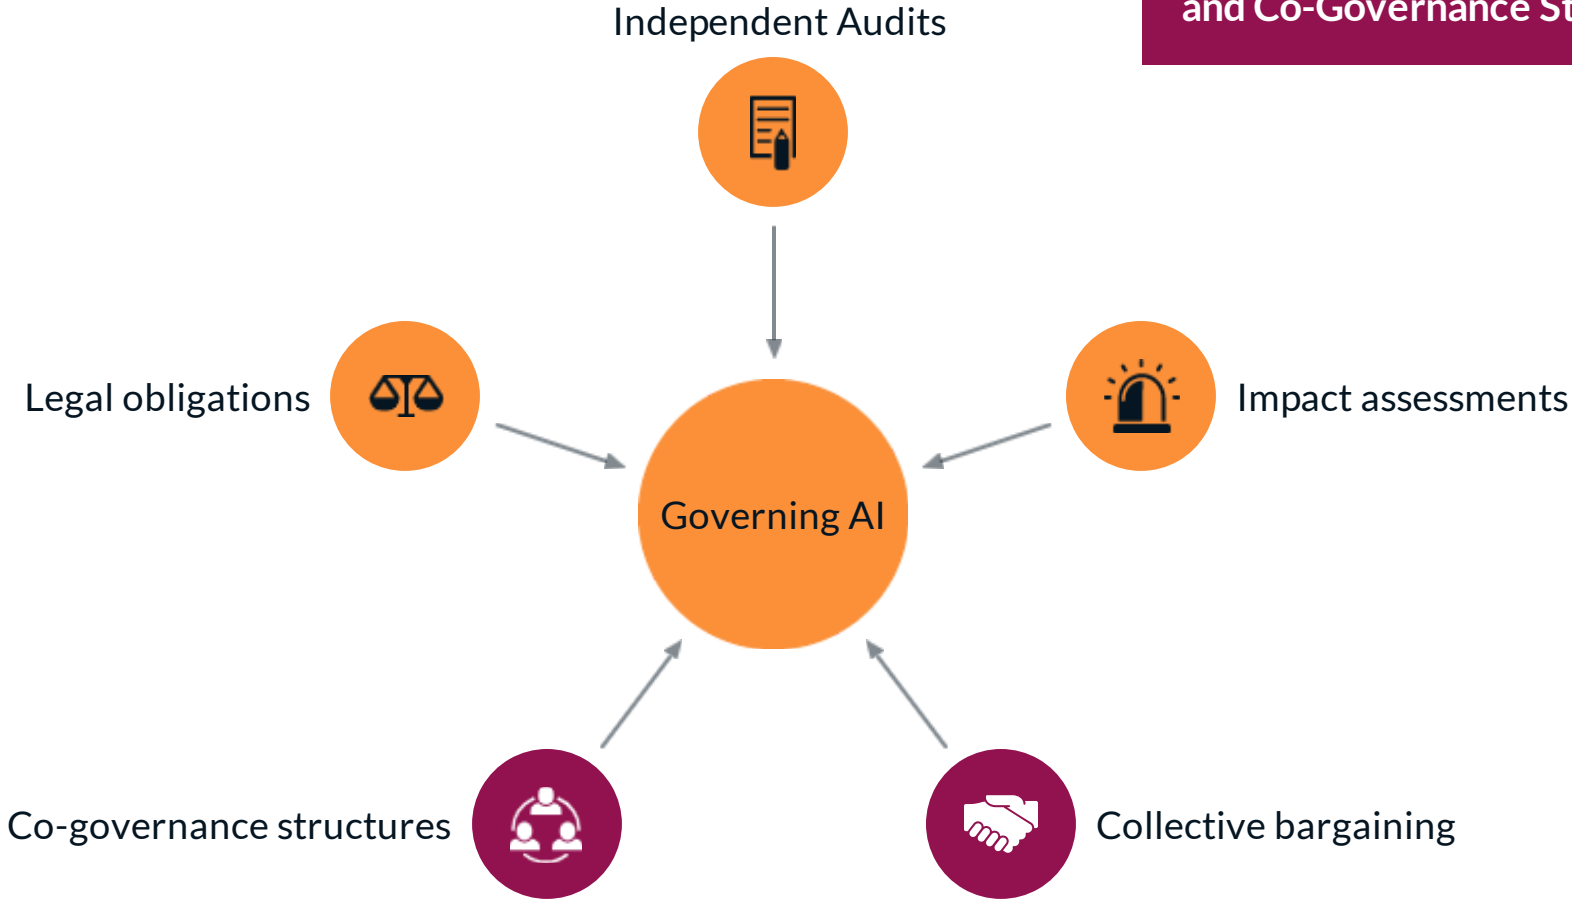 and Co-Governance
Independent Audits
Legal obligations
Impact assessments
Governing AI
Co-governance structures
Collective bargaining